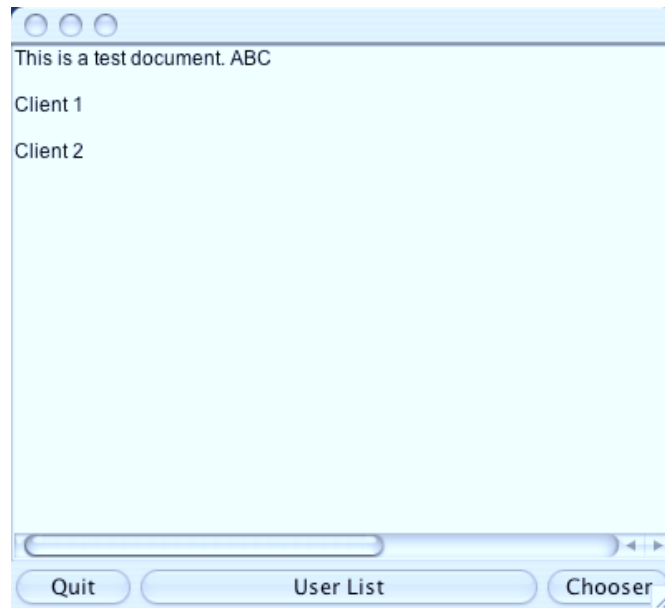 This is a test document. ABC
Client 1
Client 2
Quit
User List
Chooser